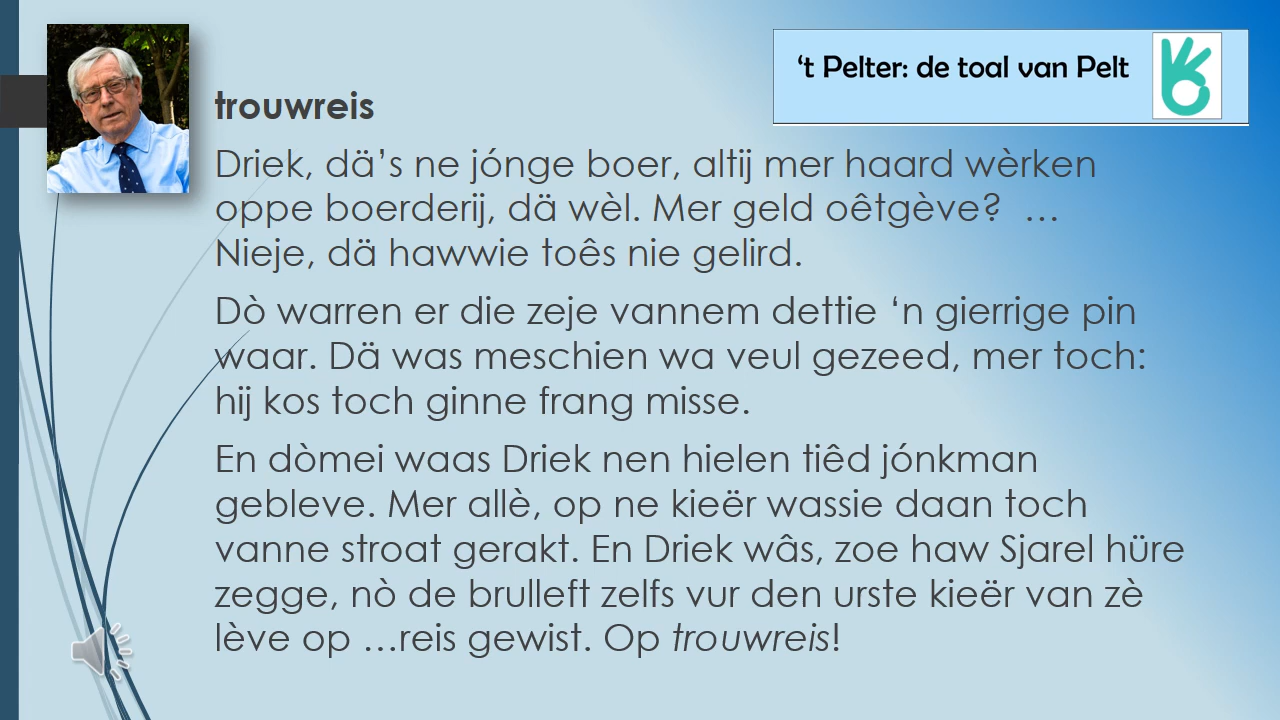 ‘t Pelter: de toal van Pelt
trouwreis
Driek, dä’s ne jónge boer, altij mer haard wèrken
oppe boerderij, dä wèl. Mer geld oêtgève?  …
Nieje, dä hawwie toês nie gelird.
Dò warren er die zeje vannem dettie ‘n gierrige pin
waar. Dä was meschien wa veul gezeed, mer toch:
hij kos toch ginne frang misse.
En dòmei waas Driek nen hielen tiêd jónkman
gebleve. Mer allè, op ne kieër wassie daan toch
vanne stroat gerakt. En Driek wâs, zoe haw Sjarel hüre
zegge, nò de brulleft zelfs vur den urste kieër van zè
lève op …reis gewist. Op trouwreis!